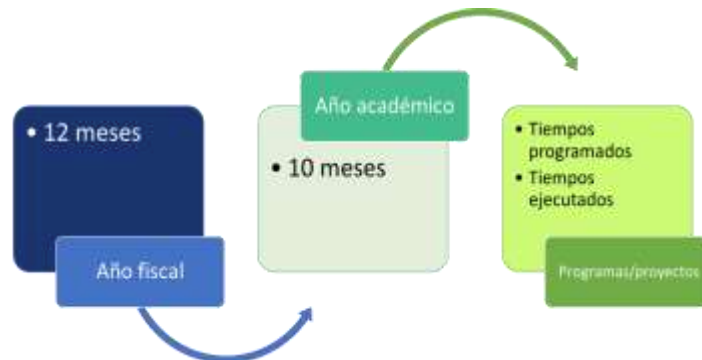 • 12 meses
Año fiscal
Año académico
• 10 meses
• Tiempos
programados
• Tiempos
ejecutados
Programas/proyectos